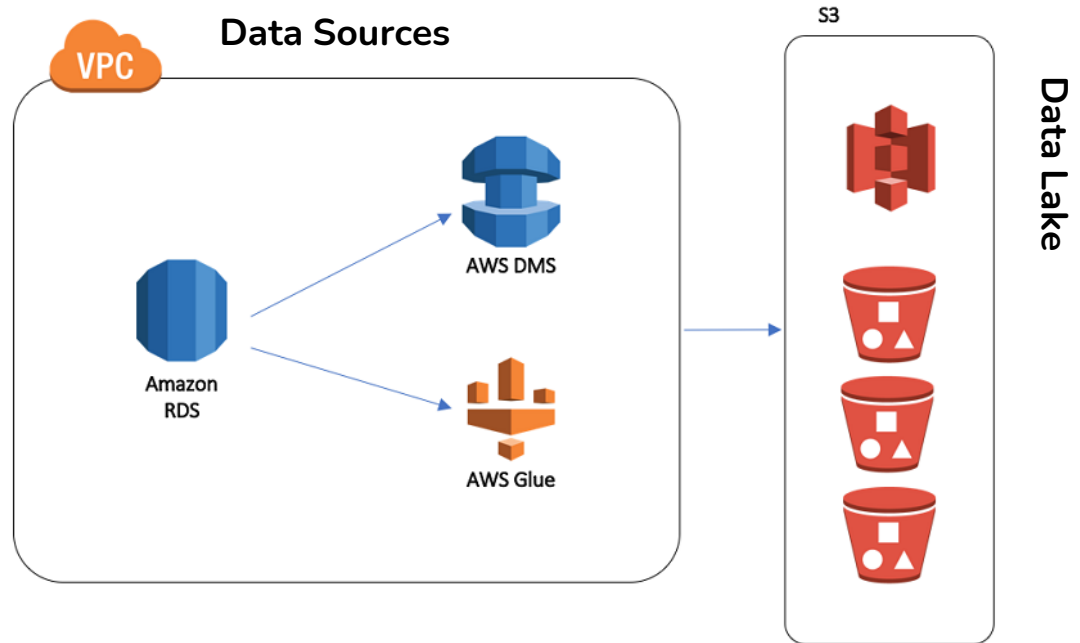 Data Sources
VPC
AWS DMS
Amazon
RDS
AWS Glue
S3
Data Lake